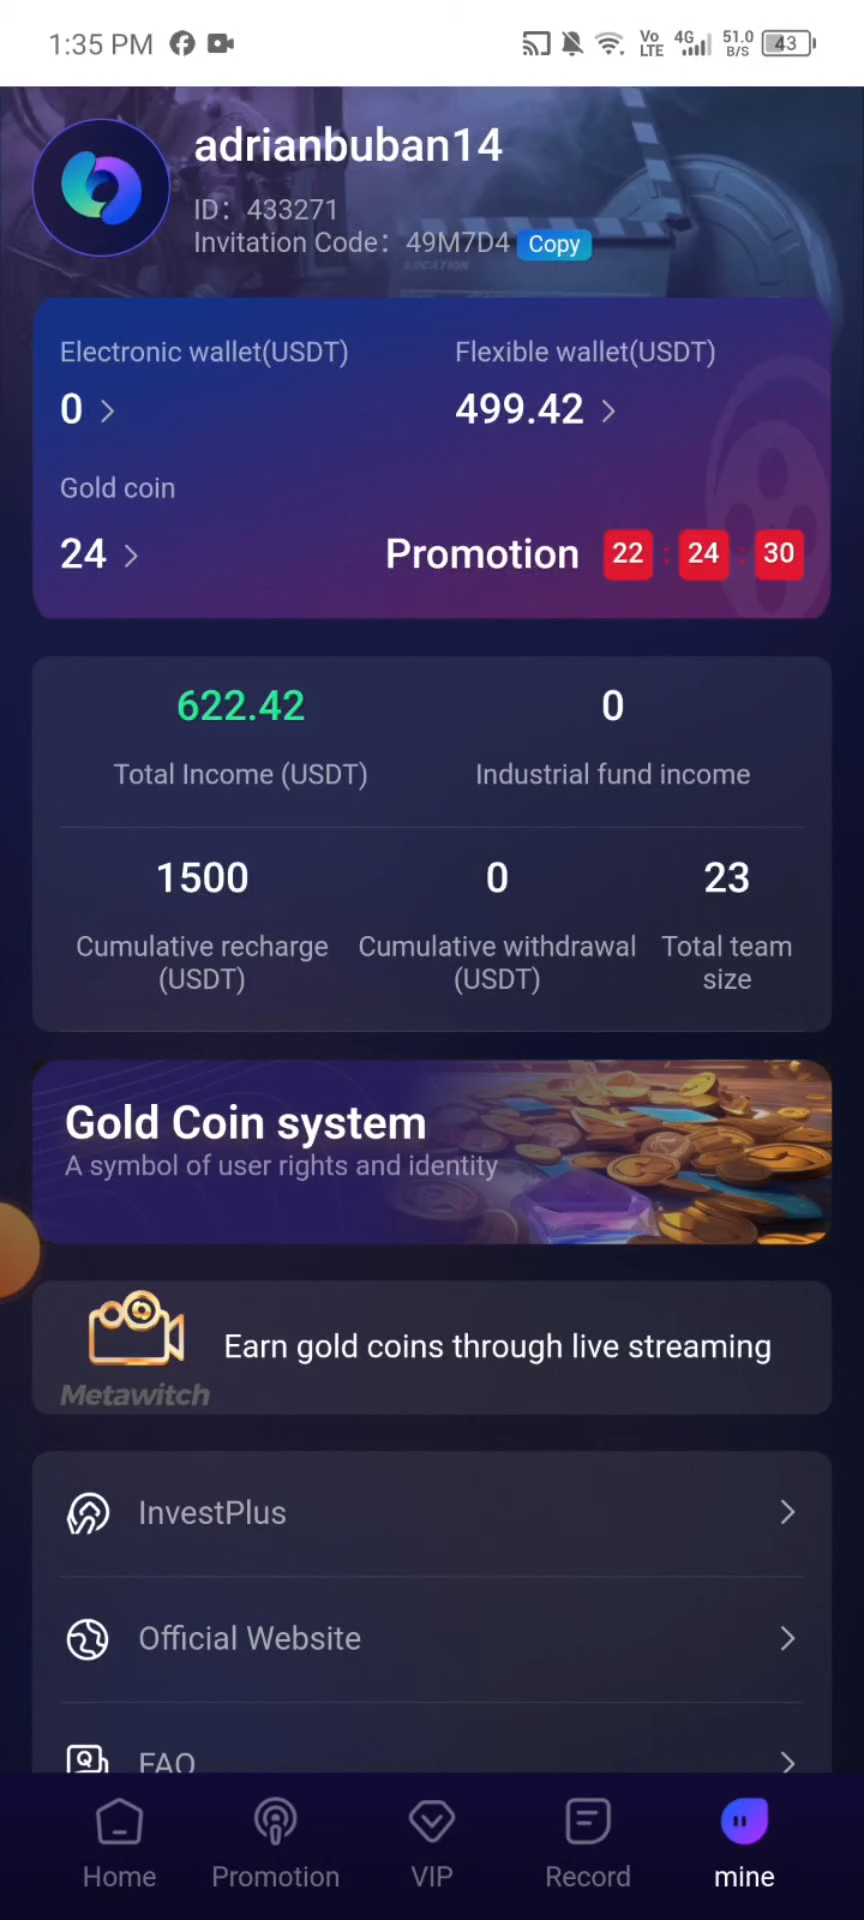 1:35 PM
Vo LTE 4G 51.0 B/S 43
adrianbuban14
ID: 433271
Invitation Code: 49M7D4 Copy
LOCATION
Electronic wallet(USDT) Flexible wallet(USDT)
0 499.42
Gold coin
24 Promotion 22 : 24 : 30
622.42 0
Total Income (USDT) Industrial fund income
1500 0 23
Cumulative recharge Cumulative withdrawal Total team
(USDT) (USDT) size
Gold Coin system
A symbol of user rights and identity
Earn gold coins through live streaming
Metawitch
InvestPlus
Official Website
FAQ
Home Promotion VIP Record mine